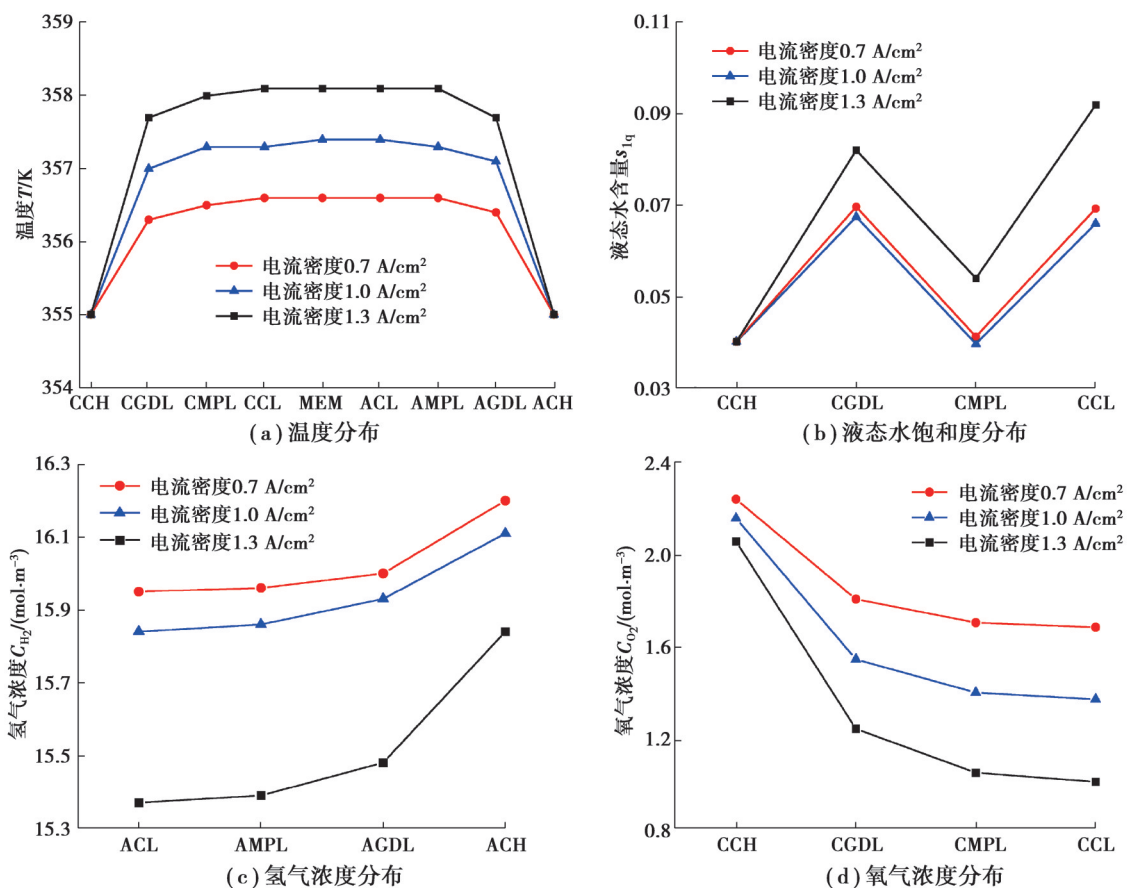 359
358
357
356
355
354
温度T/K
电流密度0.7 A/cm²
电流密度1.0 A/cm²
电流密度1.3 A/cm²
CCH CGDL CMPL CCL MEM ACL AMPL AGDL ACH
(a)温度分布
0.11
0.09
0.07
0.05
0.03
液态水含量s1q
电流密度0.7 A/cm²
电流密度1.0 A/cm²
电流密度1.3 A/cm²
CCH CGDL CMPL CCL
(b)液态水饱和度分布
16.3
16.1
15.9
15.7
15.5
15.3
氢气浓度CH₂/(mol·m⁻³)
电流密度0.7 A/cm²
电流密度1.0 A/cm²
电流密度1.3 A/cm²
ACL AMPL AGDL ACH
(c)氢气浓度分布
2.4
2.0
1.6
1.2
0.8
氧气浓度CO₂/(mol·m⁻³)
电流密度0.7 A/cm²
电流密度1.0 A/cm²
电流密度1.3 A/cm²
CCH CGDL CMPL CCL
(d)氧气浓度分布